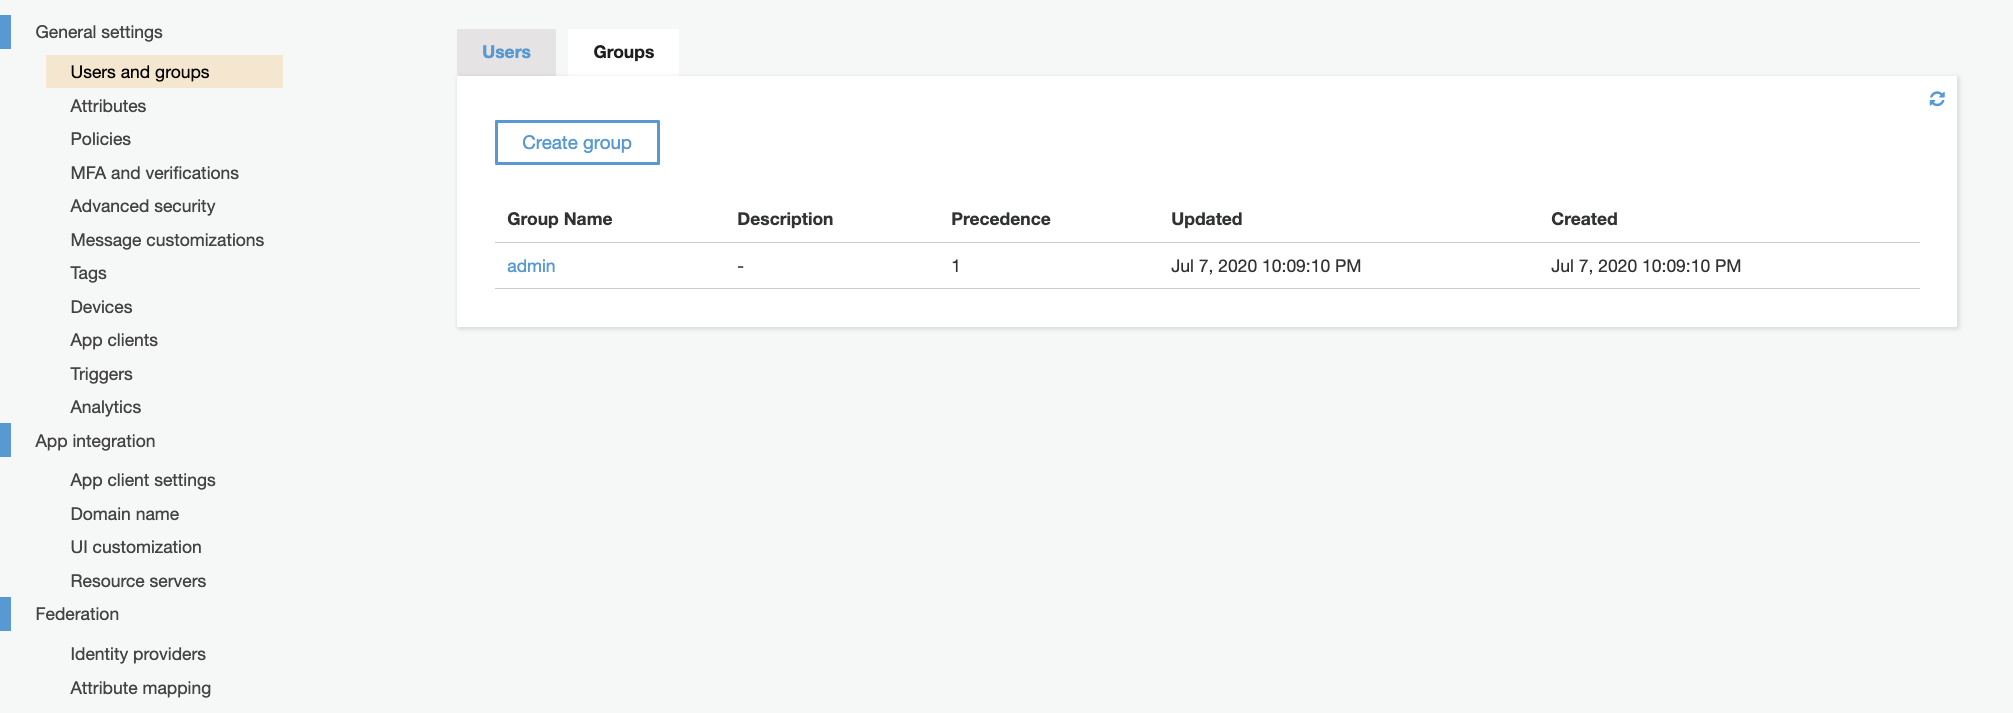 General settings
Users and groups
Attributes
Policies
MFA and verifications
Advanced security
Message customizations
Tags
Devices
App clients
Triggers
Analytics
App integration
App client settings
Domain name
UI customization
Resource servers
Federation
Identity providers
Attribute mapping
Users Groups
Create group
Group Name Description Precedence Updated Created
admin - 1 Jul 7, 2020 10:09:10 PM Jul 7, 2020 10:09:10 PM